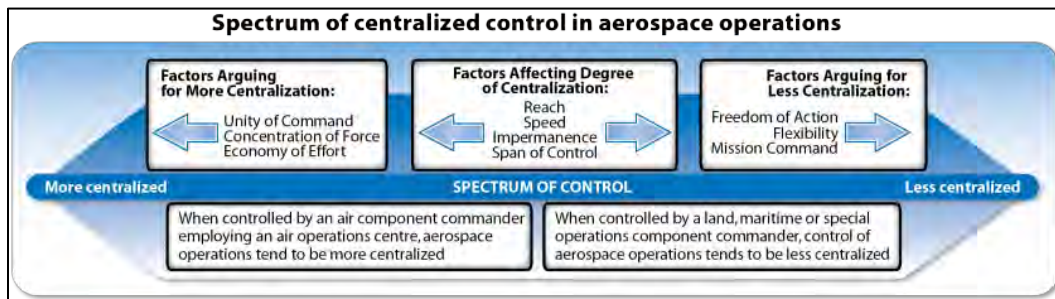 Spectrum of centralized control in aerospace operations
Factors Arguing
for More Centralization:
Unity of Command
Concentration of Force
Economy of Effort
Factors Affecting Degree
of Centralization:
Reach
Speed
Impermanence
Span of Control
Factors Arguing for
Less Centralization:
Freedom of Action
Flexibility
Mission Command
More centralized
SPECTRUM OF CONTROL
Less centralized
When controlled by an air component commander
employing an air operations centre, aerospace
operations tend to be more centralized
When controlled by a land, maritime or special
operations component commander, control of
aerospace operations tends to be less centralized